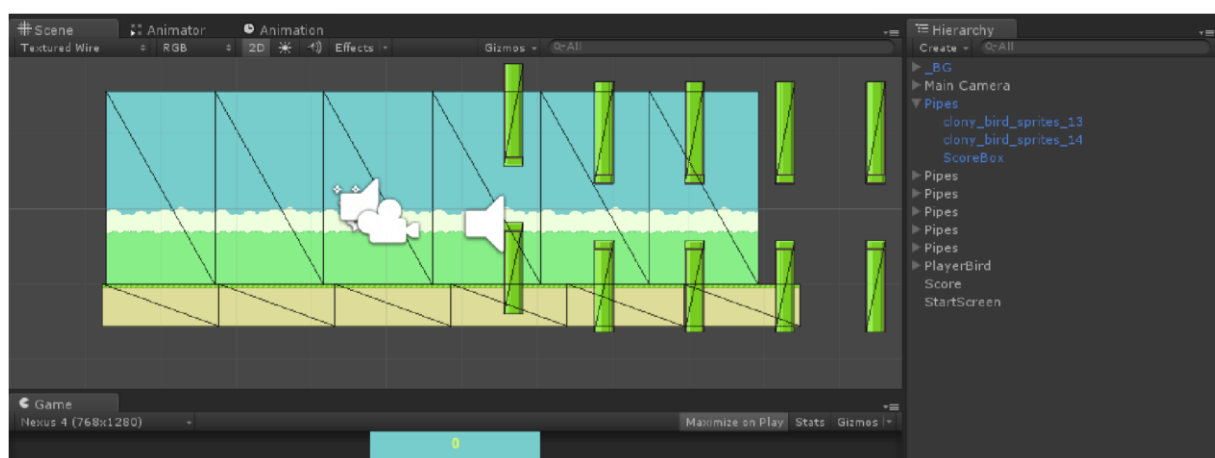 Scene Animator Animation
Textured Wire RGB 2D Effects Gizmos All
Hierarchy
Create All
_BG
Main Camera
Pipes
clony_bird_sprites_13
clony_bird_sprites_14
ScoreBox
Pipes
Pipes
Pipes
Pipes
Pipes
PlayerBird
Score
StartScreen
Game
Nexus 4 (768x1280) Maximize on Play Stats Gizmos
0